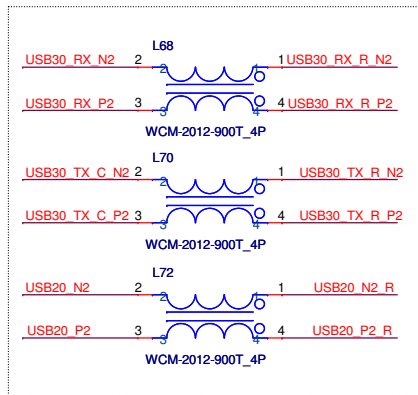 L68
USB30_RX_N2 2 2 1 1 USB30_RX_R_N2
USB30_RX_P2 3 3 4 4 USB30_RX_R_P2
WCM-2012-900T_4P
L70
USB30_TX_C_N2 2 2 1 1 USB30_TX_R_N2
USB30_TX_C_P2 3 3 4 4 USB30_TX_R_P2
WCM-2012-900T_4P
L72
USB20_N2 2 2 1 1 USB20_N2_R
USB20_P2 3 3 4 4 USB20_P2_R
WCM-2012-900T_4P